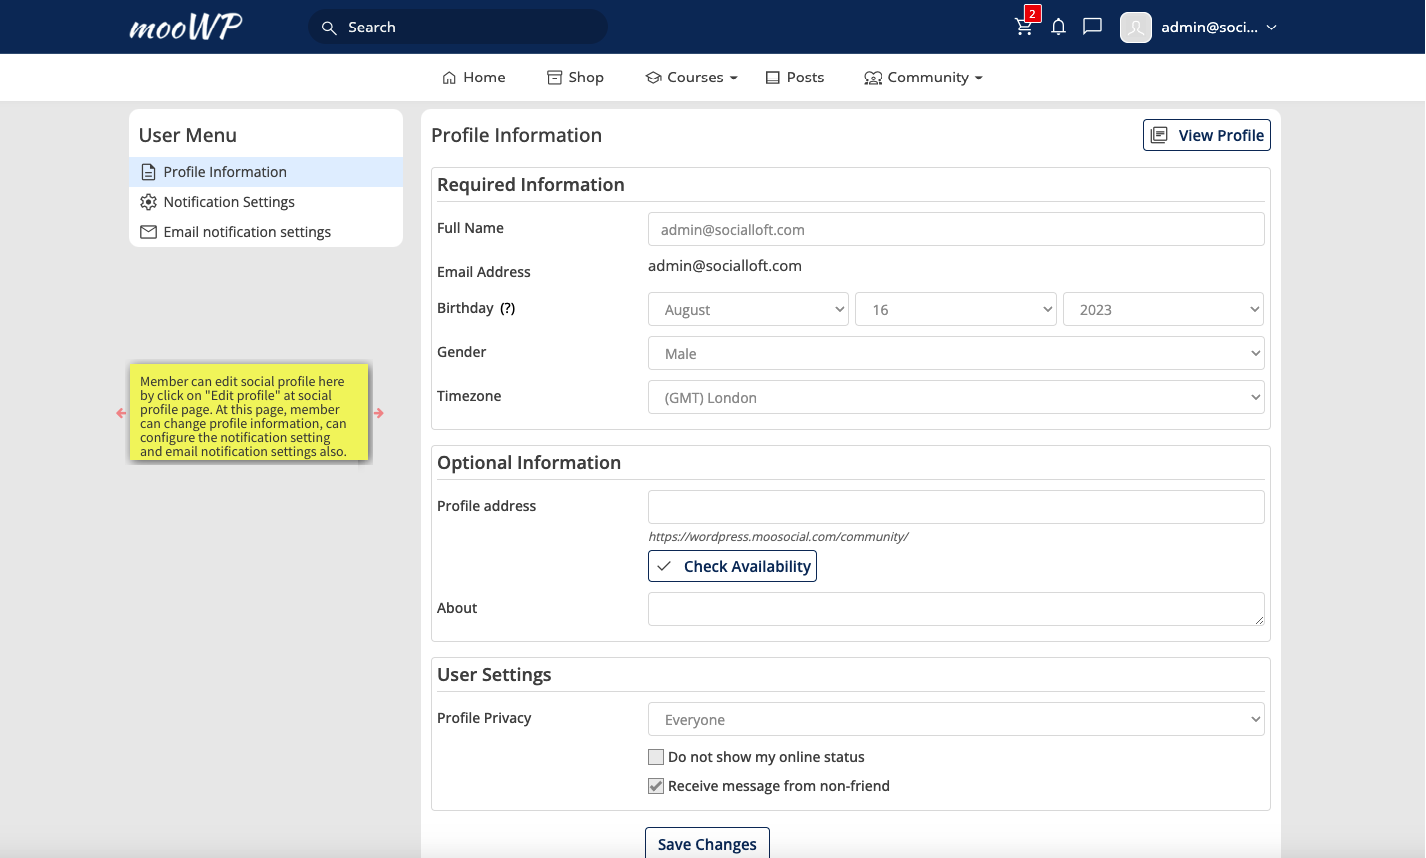 mooWP
Search
2
admin@soci...
Home
Shop
Courses
Posts
Community
User Menu
Profile Information
Notification Settings
Email notification settings
Member can edit social profile here
by click on "Edit profile" at social
profile page. At this page, member
can change profile information, can
configure the notification setting
and email notification settings also.
Profile Information
View Profile
Required Information
Full Name
admin@socialloft.com
Email Address
admin@socialloft.com
Birthday (?)
August
16
2023
Gender
Male
Timezone
(GMT) London
Optional Information
Profile address
https://wordpress.moosocial.com/community/
Check Availability
About
User Settings
Profile Privacy
Everyone
Do not show my online status
Receive message from non-friend
Save Changes